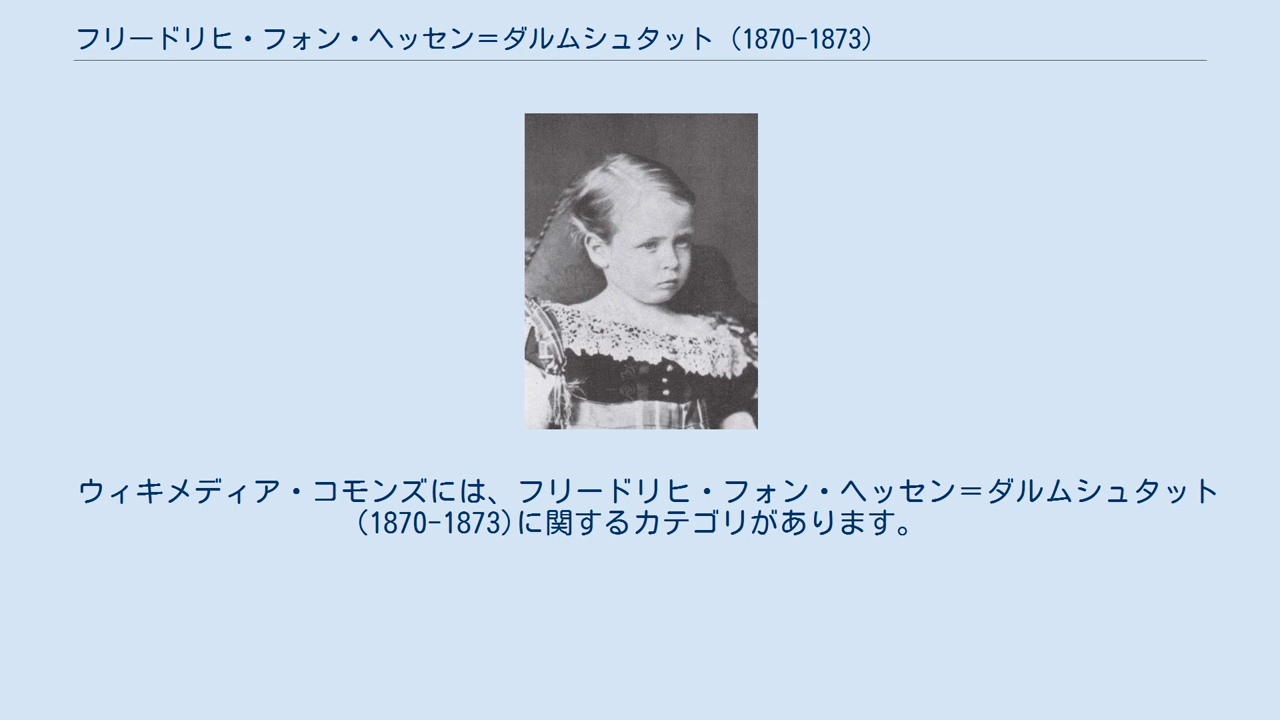 フリードリヒ・フォン・ヘッセン＝ダルムシュタット（1870-1873）
ウィキメディア・コモンズには、フリードリヒ・フォン・ヘッセン＝ダルムシュタット
(1870-1873)に関するカテゴリがあります。